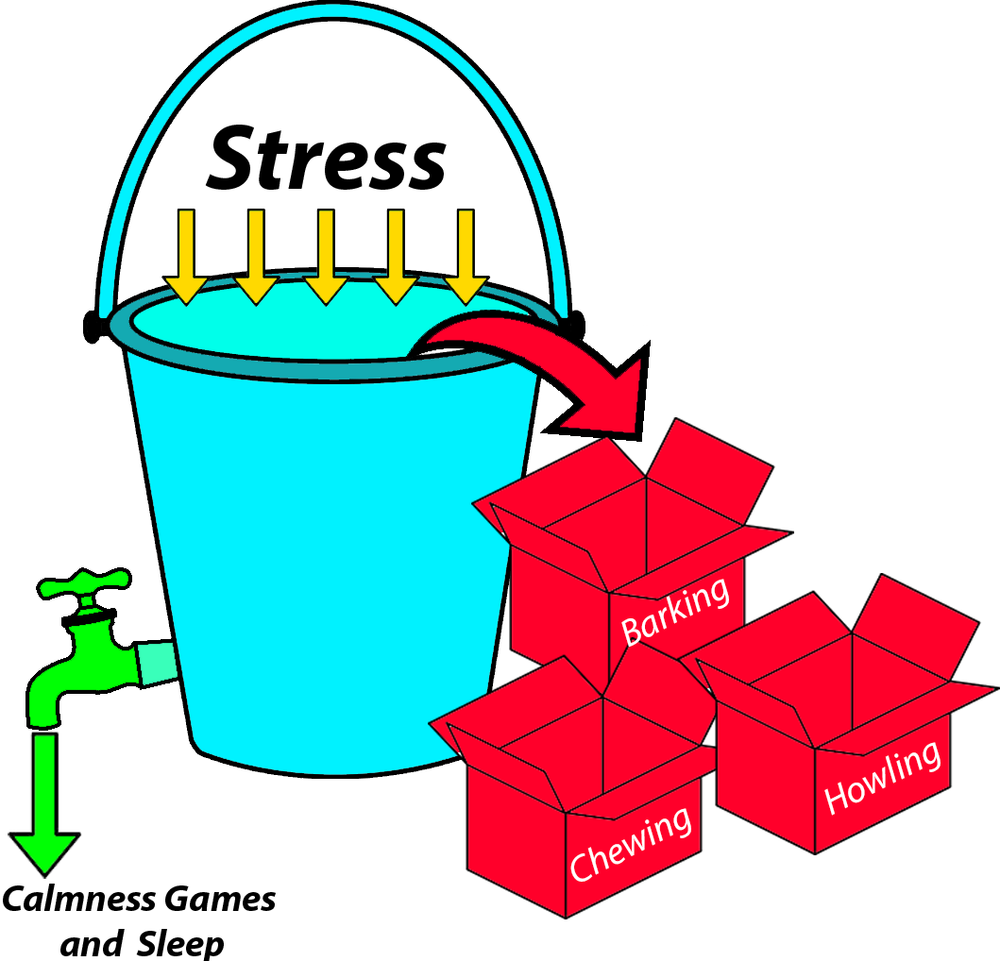 Stress
Barking
Howling
Chewing
Calmness Games
and Sleep